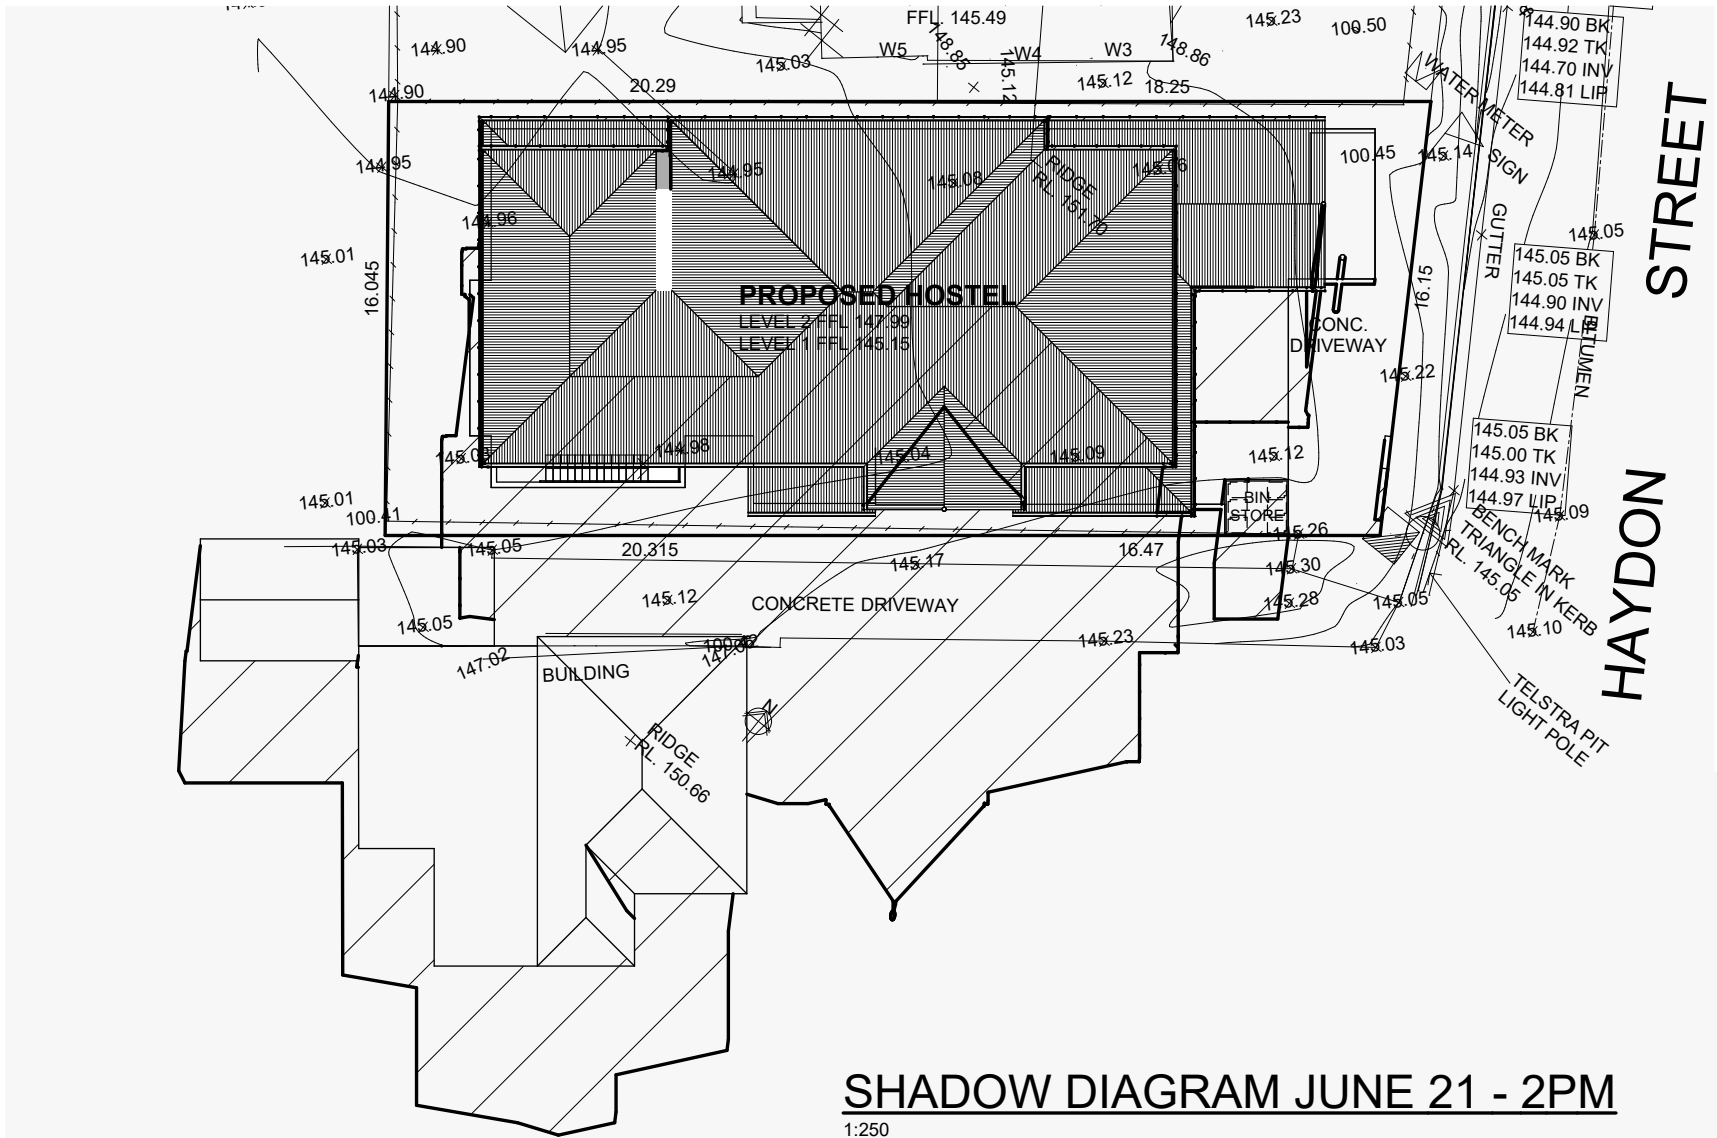 FFL. 145.49
145.23
100.50
144.90
144.95
145.03
W5
148.85
W4
W3
148.86
145.12
145.12
18.25
20.29
144.90
144.90 BK
144.92 TK
144.70 INV
144.81 LIP
WATER METER
SIGN
STREET
144.95
144.95
145.08
RIDGE
RL. 151.70
145.06
100.45
145.14
144.96
145.01
16.045
GUTTER
145.05
145.05 BK
145.05 TK
144.90 INV
144.94 LIP
BITUMEN
16.15
PROPOSED HOSTEL
LEVEL 2 FFL 147.99
LEVEL 1 FFL 145.15
CONC.
DRIVEWAY
145.22
145.03
144.98
145.04
145.09
145.12
145.05 BK
145.00 TK
144.93 INV
144.97 LIP
145.01
100.41
BIN
STORE
145.26
145.09
BENCH MARK
TRIANGLE IN KERB
RL. 145.05
HAYDON
145.03
145.05
20.315
16.47
145.17
145.30
145.12
CONCRETE DRIVEWAY
145.28
145.05
145.05
145.23
145.03
145.10
147.02
BUILDING
N
RIDGE
RL. 150.66
TELSTRA PIT
LIGHT POLE
SHADOW DIAGRAM JUNE 21 - 2PM
1:250